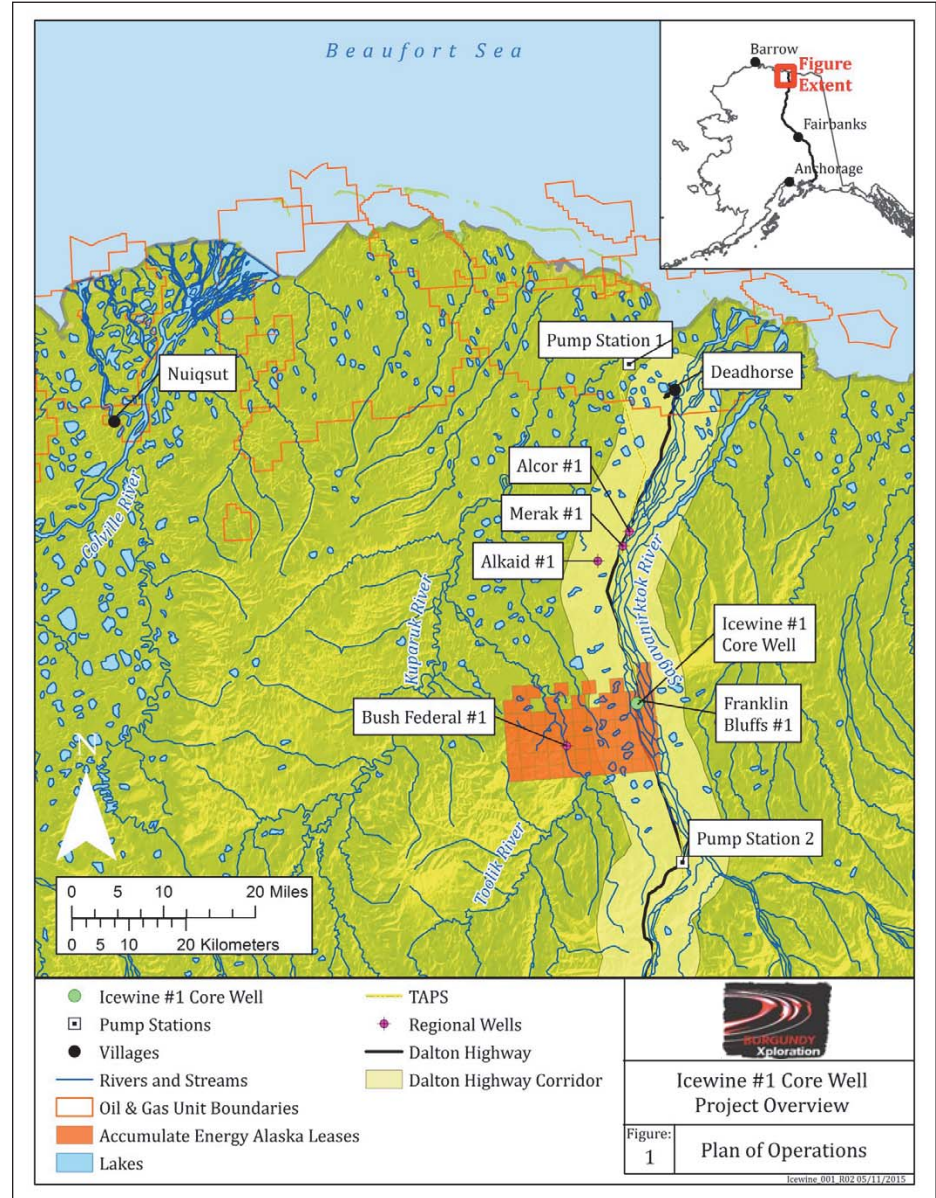 Beaufort Sea
Barrow
Figure
Extent
Fairbanks
Anchorage
Pump Station 1
Nuiqsut
Deadhorse
Alcor #1
Merak #1
Alkaid #1
Colville River
Kuparuk River
Sagavanirktok River
Icewine #1
Core Well
Bush Federal #1
Franklin
Bluffs #1
N
Toolik River
Pump Station 2
0 5 10 20 Miles
0 5 10 20 Kilometers
Icewine #1 Core Well
Pump Stations
Villages
Rivers and Streams
Oil & Gas Unit Boundaries
Accumulate Energy Alaska Leases
Lakes
TAPS
Regional Wells
Dalton Highway
Dalton Highway Corridor
BURGUNDY
Xploration
Icewine #1 Core Well
Project Overview
Figure:
1
Plan of Operations
Icewine_001_R02 05/11/2015